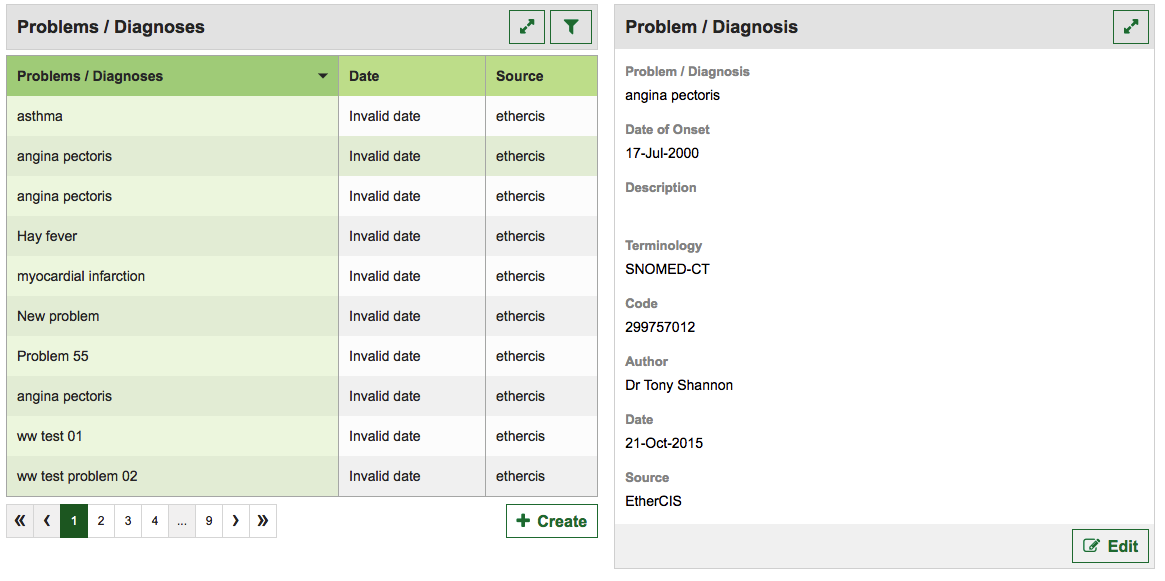 Problems / Diagnoses
Problems / Diagnoses Date Source
asthma Invalid date ethercis
angina pectoris Invalid date ethercis
angina pectoris Invalid date ethercis
Hay fever Invalid date ethercis
myocardial infarction Invalid date ethercis
New problem Invalid date ethercis
Problem 55 Invalid date ethercis
angina pectoris Invalid date ethercis
ww test 01 Invalid date ethercis
ww test problem 02 Invalid date ethercis
« ‹ 1 2 3 4 ... 9 › »
Create
Problem / Diagnosis
Problem / Diagnosis
angina pectoris
Date of Onset
17-Jul-2000
Description
Terminology
SNOMED-CT
Code
299757012
Author
Dr Tony Shannon
Date
21-Oct-2015
Source
EtherCIS
Edit